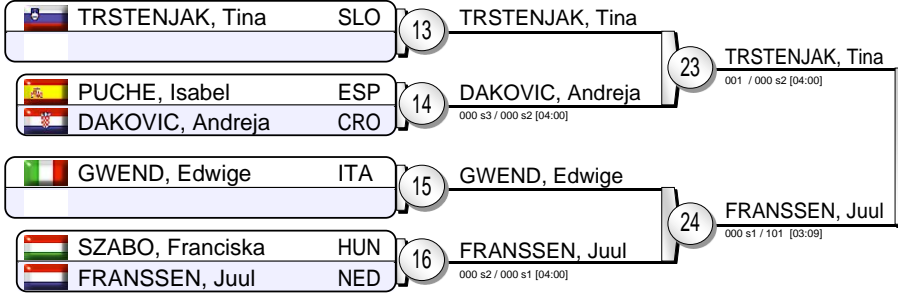 TRSTENJAK, Tina SLO
13
TRSTENJAK, Tina
PUCHE, Isabel ESP
DAKOVIC, Andreja CRO
14
DAKOVIC, Andreja
000 s3 / 000 s2 [04:00]
23
TRSTENJAK, Tina
001 / 000 s2 [04:00]
GWEND, Edwige ITA
15
GWEND, Edwige
SZABO, Franciska HUN
FRANSSEN, Juul NED
16
FRANSSEN, Juul
000 s2 / 000 s1 [04:00]
24
FRANSSEN, Juul
000 s1 / 101 [03:09]